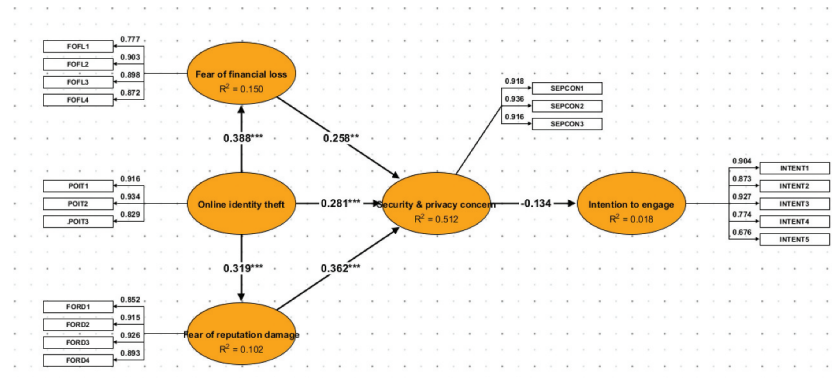 FOFL1
0.777
FOFL2
0.903
FOFL3
0.898
FOFL4
0.872
Fear of financial loss
R² = 0.150
0.388***
0.258**
0.918
SEPCON1
0.936
SEPCON2
0.916
SEPCON3
POIT1
0.916
POIT2
0.934
.POIT3
0.829
Online identity theft
0.281***
Security & privacy concern
R² = 0.512
-0.134
Intention to engage
R² = 0.018
0.904
INTENT1
0.873
INTENT2
0.927
INTENT3
0.774
INTENT4
0.676
INTENT5
0.319***
0.362***
FORD1
0.852
FORD2
0.915
FORD3
0.926
FORD4
0.893
Fear of reputation damage
R² = 0.102